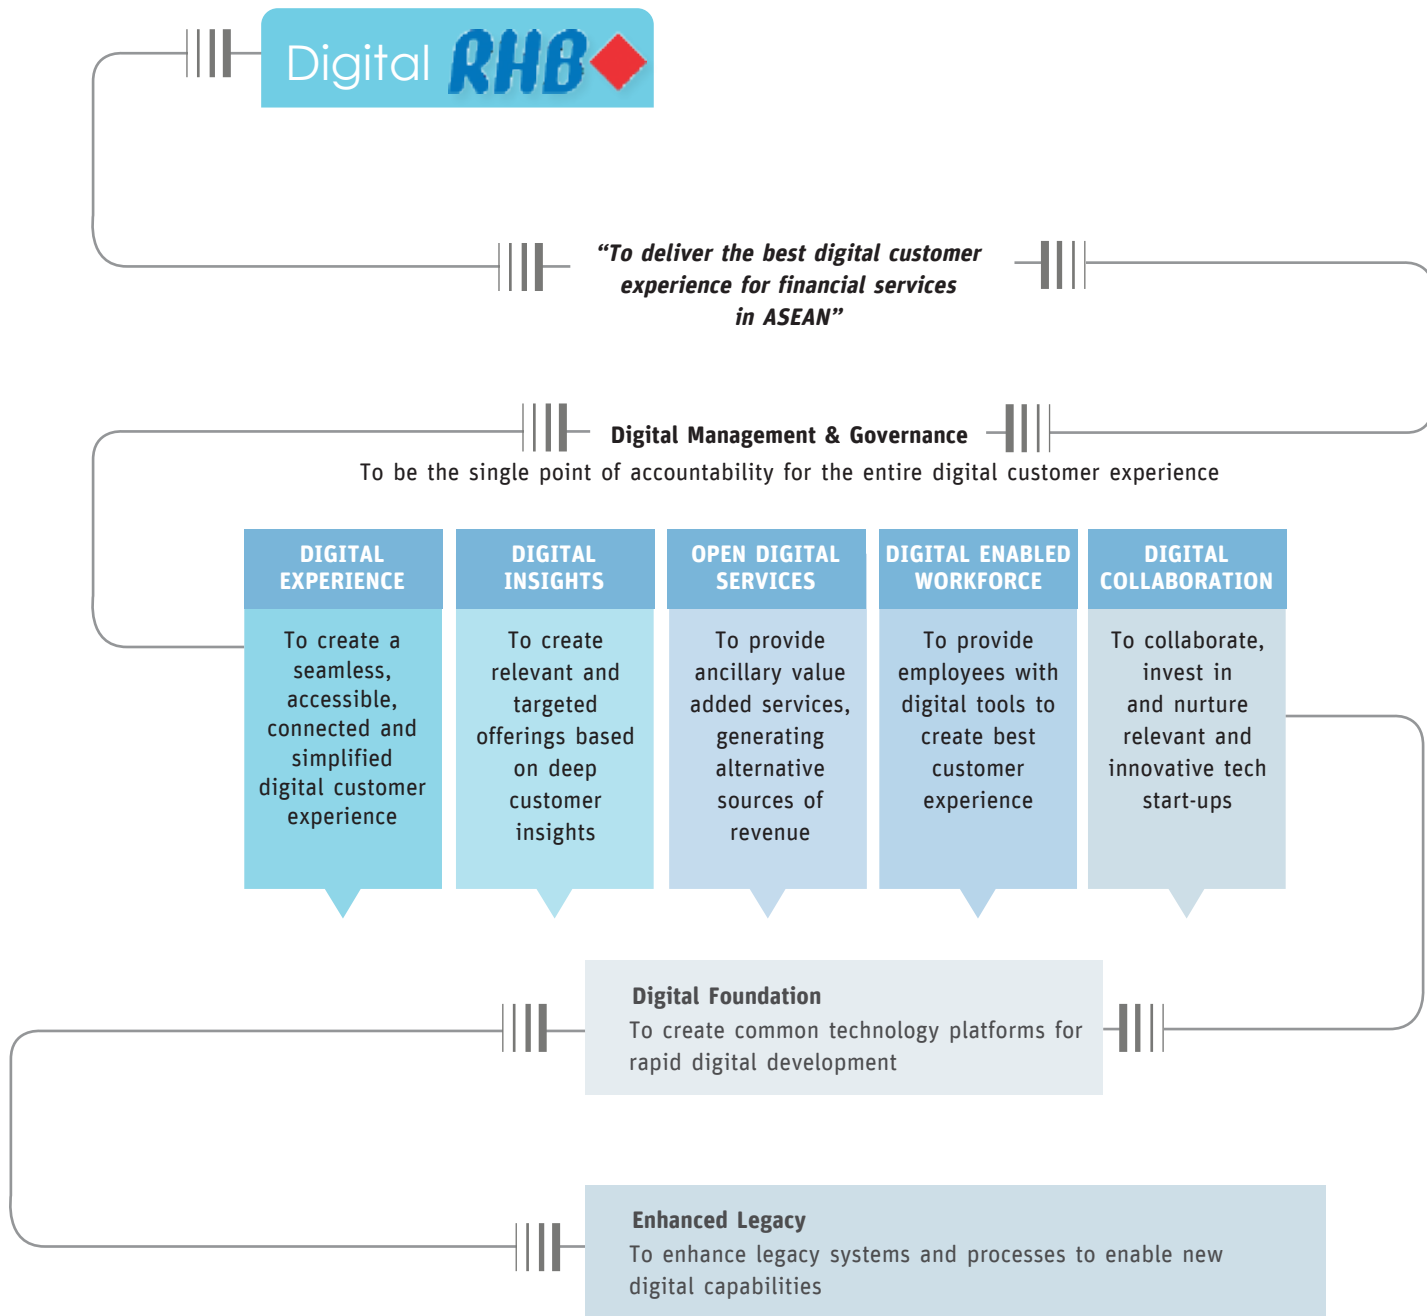 Digital RHB
“To deliver the best digital customer
experience for financial services
in ASEAN”
Digital Management & Governance
To be the single point of accountability for the entire digital customer experience
DIGITAL
EXPERIENCE
To create a
seamless,
accessible,
connected and
simplified
digital customer
experience
DIGITAL
INSIGHTS
To create
relevant and
targeted
offerings based
on deep
customer
insights
OPEN DIGITAL
SERVICES
To provide
ancillary value
added services,
generating
alternative
sources of
revenue
DIGITAL ENABLED
WORKFORCE
To provide
employees with
digital tools to
create best
customer
experience
DIGITAL
COLLABORATION
To collaborate,
invest in
and nurture
relevant and
innovative tech
start-ups
Digital Foundation
To create common technology platforms for
rapid digital development
Enhanced Legacy
To enhance legacy systems and processes to enable new
digital capabilities